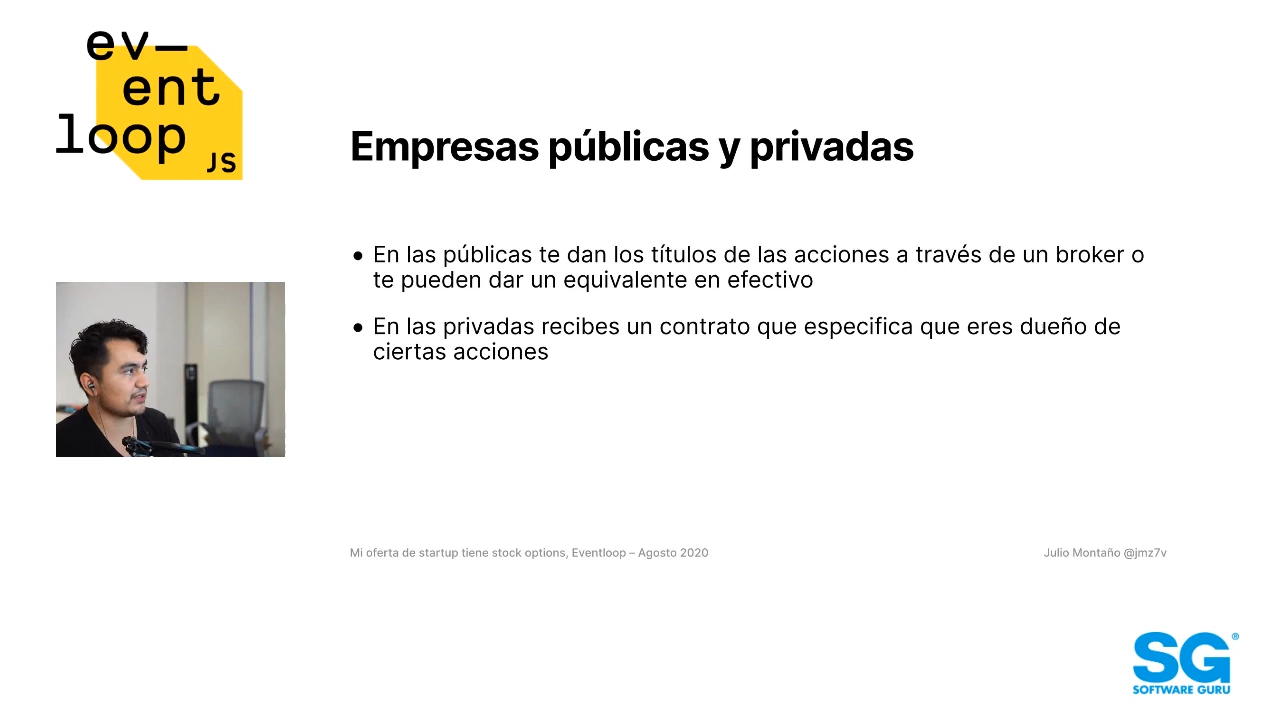 ev—
ent
loop
JS
Empresas públicas y privadas
• En las públicas te dan los títulos de las acciones a través de un broker o
te pueden dar un equivalente en efectivo
• En las privadas recibes un contrato que especifica que eres dueño de
ciertas acciones
Mi oferta de startup tiene stock options, Eventloop – Agosto 2020
Julio Montaño @jmz7v
SG®
SOFTWARE GURU